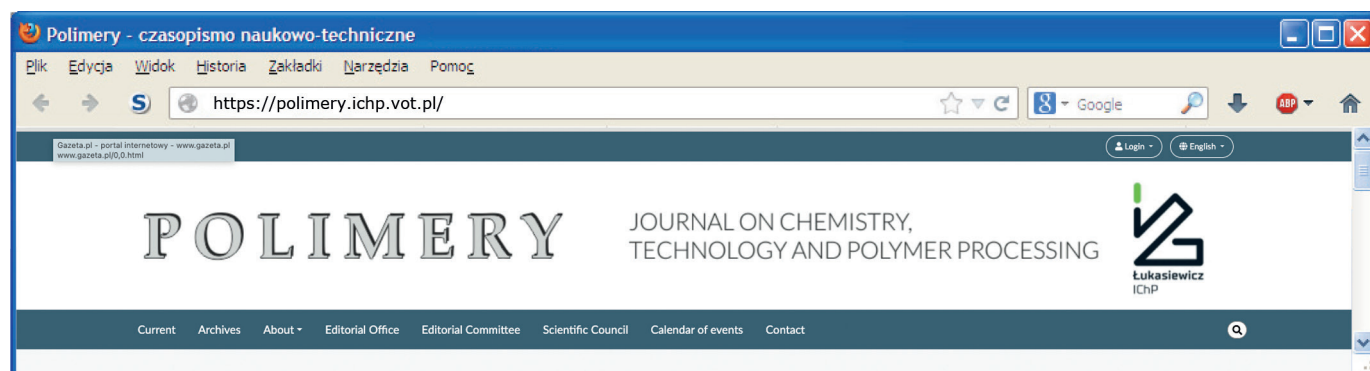 Polimery - czasopismo naukowo-techniczne
Plik Edycja Widok Historia Zakładki Narzędzia Pomoc
S https://polimery.ichp.vot.pl/ 8 Google ABP
Gazeta.pl - portal internetowy - www.gazeta.pl
www.gazeta.pl/0,0.html
Login English
POLIMERY
JOURNAL ON CHEMISTRY,
TECHNOLOGY AND POLYMER PROCESSING
Łukasiewicz
IChP
Current Archives About Editorial Office Editorial Committee Scientific Council Calendar of events Contact